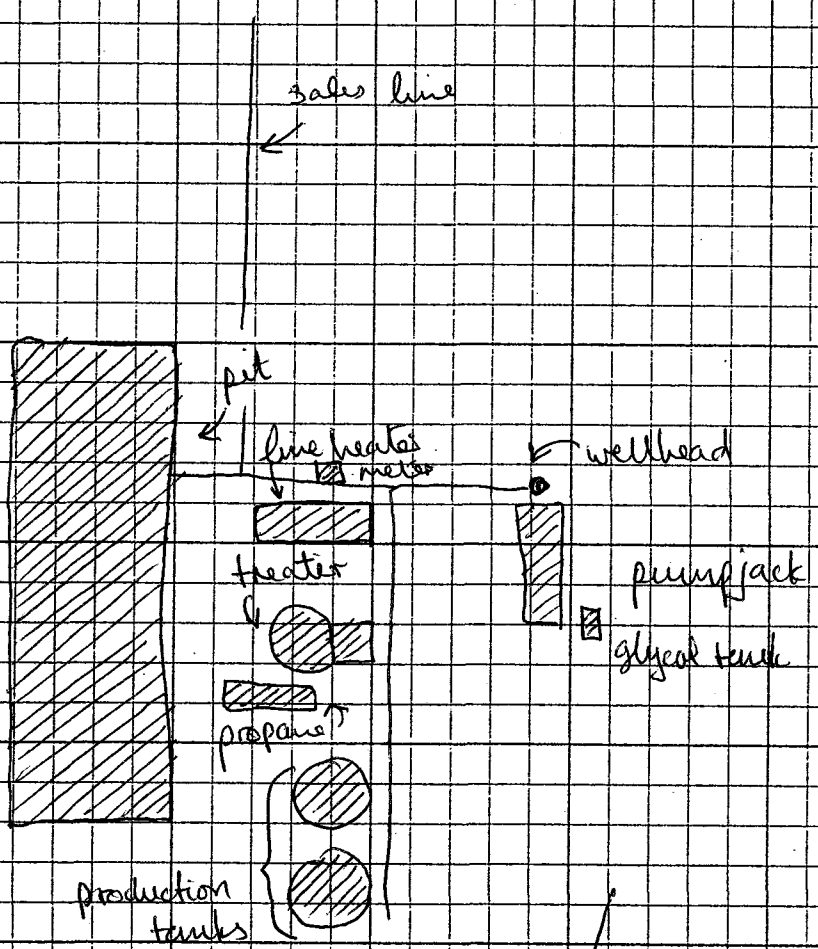 sales line
pit
line heater
meter
wellhead
treater
pumpjack
glycol tank
propane
production
tanks